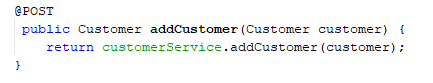 @POST
public Customer addCustomer(Customer customer) {
return customerService.addCustomer(customer);
}